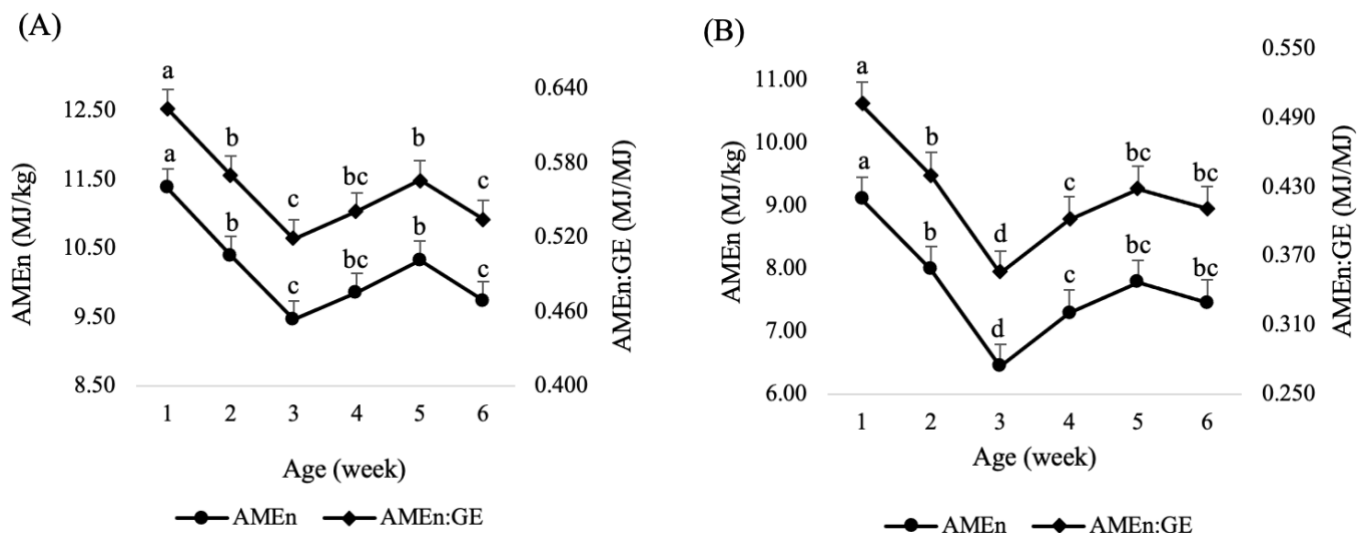 (A)
AMEn (MJ/kg)
12.50
11.50
10.50
9.50
8.50
a
b
c
bc
b
c
a
b
c
bc
b
c
0.640
0.580
0.520
0.460
0.400
AMEn:GE (MJ/MJ)
1 2 3 4 5 6
Age (week)
AMEn AMEn:GE
(B)
AMEn (MJ/kg)
11.00
10.00
9.00
8.00
7.00
6.00
a
b
d
c
bc
bc
a
b
d
c
bc
bc
0.550
0.490
0.430
0.370
0.310
0.250
AMEn:GE (MJ/MJ)
1 2 3 4 5 6
Age (week)
AMEn AMEn:GE